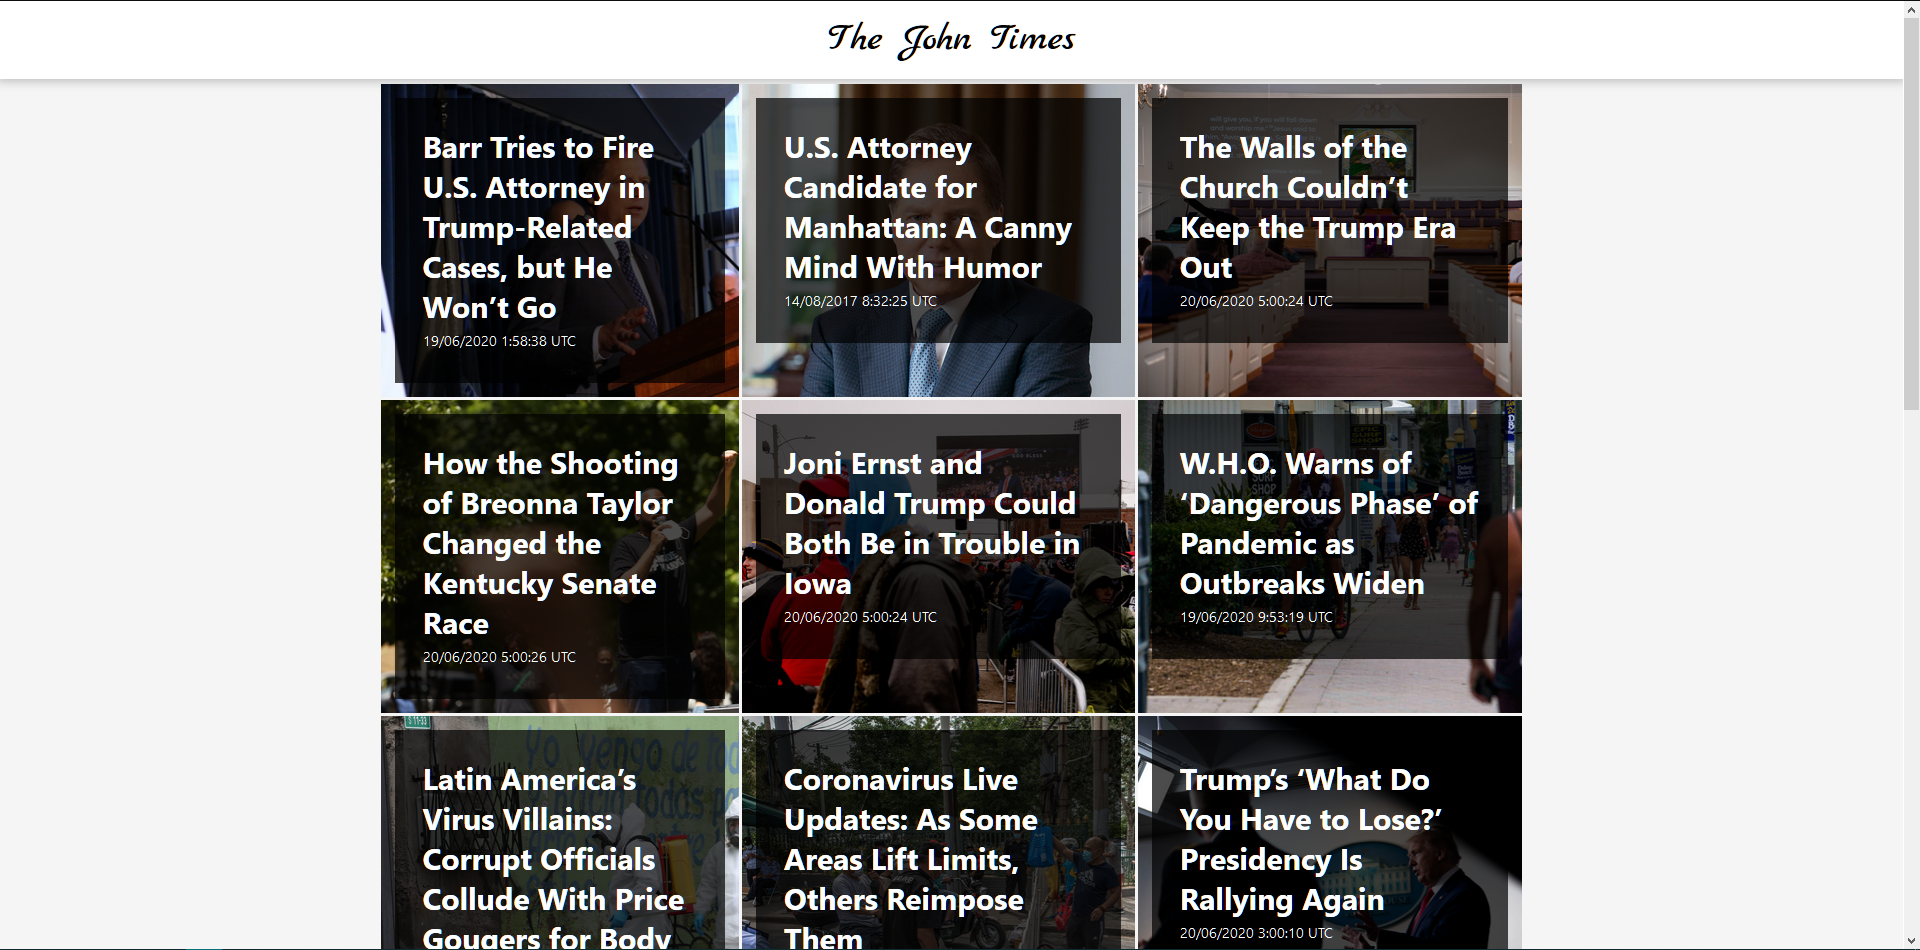 The John Times
Barr Tries to Fire
U.S. Attorney in
Trump-Related
Cases, but He
Won’t Go
19/06/2020 1:58:38 UTC
U.S. Attorney
Candidate for
Manhattan: A Canny
Mind With Humor
14/08/2017 8:32:25 UTC
The Walls of the
Church Couldn’t
Keep the Trump Era
Out
20/06/2020 5:00:24 UTC
How the Shooting
of Breonna Taylor
Changed the
Kentucky Senate
Race
20/06/2020 5:00:26 UTC
Joni Ernst and
Donald Trump Could
Both Be in Trouble in
Iowa
20/06/2020 5:00:24 UTC
W.H.O. Warns of
‘Dangerous Phase’ of
Pandemic as
Outbreaks Widen
19/06/2020 9:53:19 UTC
Latin America’s
Virus Villains:
Corrupt Officials
Collude With Price
Gougers for Body
Yo vengo de
Coronavirus Live
Updates: As Some
Areas Lift Limits,
Others Reimpose
Them
Trump’s ‘What Do
You Have to Lose?’
Presidency Is
Rallying Again
20/06/2020 3:00:10 UTC